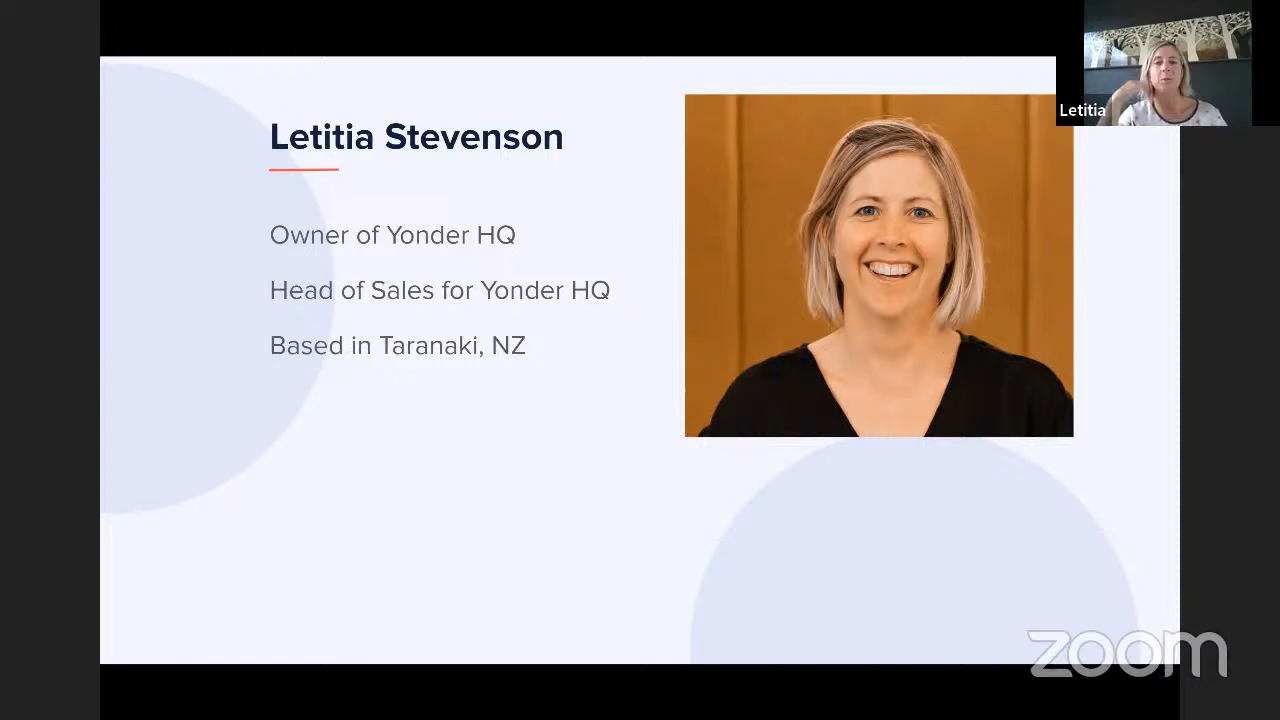 Letitia Stevenson
Owner of Yonder HQ
Head of Sales for Yonder HQ
Based in Taranaki, NZ
Letitia
zoom